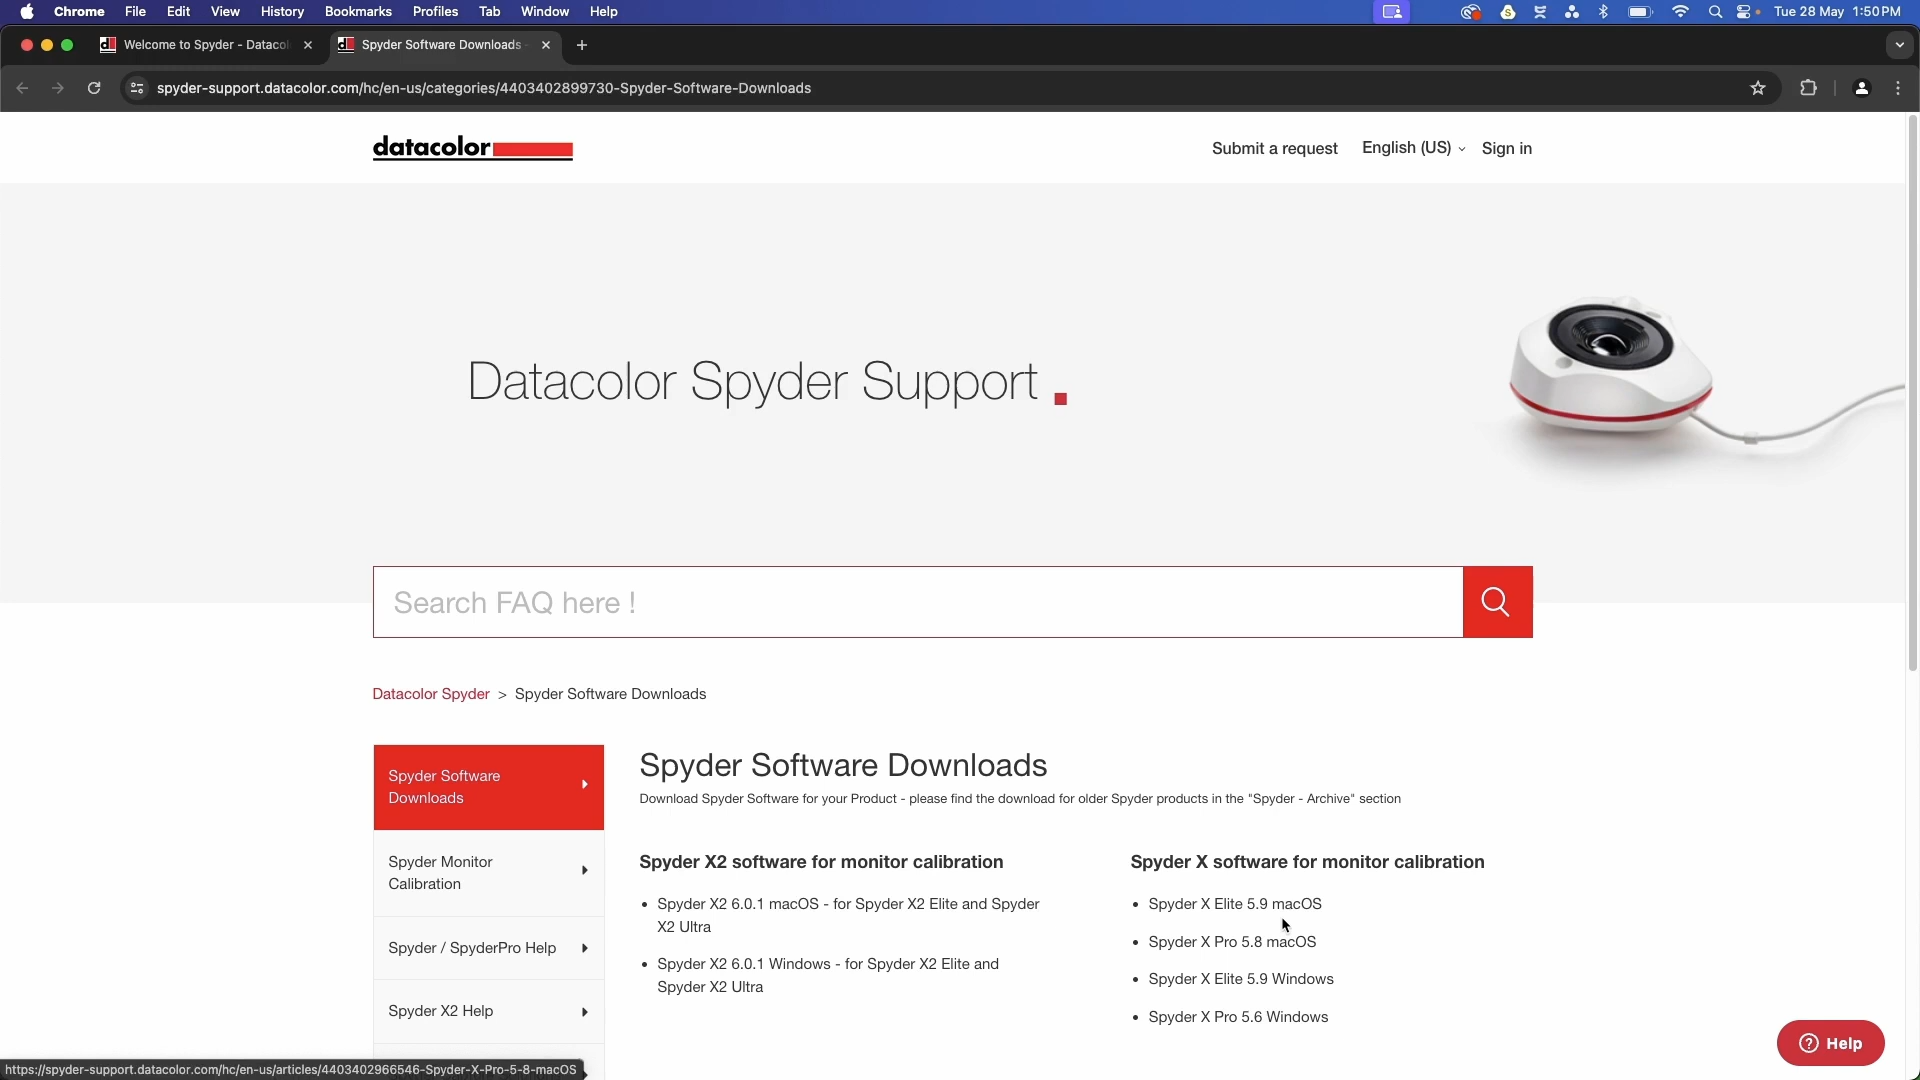 Chrome File Edit View History Bookmarks Profiles Tab Window Help Tue 28 May 1:50 PM
Welcome to Spyder - Dataco
Spyder Software Downloads
spyder-support.datacolor.com/hc/en-us/categories/4403402899730-Spyder-Software-Downloads
datacolor
Submit a request English (US) Sign in
Datacolor Spyder Support
Search FAQ here !
Datacolor Spyder > Spyder Software Downloads
Spyder Software
Downloads
Spyder Monitor
Calibration
Spyder / SpyderPro Help
Spyder X2 Help
Spyder Software Downloads
Download Spyder Software for your Product - please find the download for older Spyder products in the "Spyder - Archive" section
Spyder X2 software for monitor calibration
• Spyder X2 6.0.1 macOS - for Spyder X2 Elite and Spyder
X2 Ultra
• Spyder X2 6.0.1 Windows - for Spyder X2 Elite and
Spyder X2 Ultra
Spyder X software for monitor calibration
• Spyder X Elite 5.9 macOS
• Spyder X Pro 5.8 macOS
• Spyder X Elite 5.9 Windows
• Spyder X Pro 5.6 Windows
Help
https://spyder-support.datacolor.com/hc/en-us/articles/4403402966546-Spyder-X-Pro-5-8-macOS